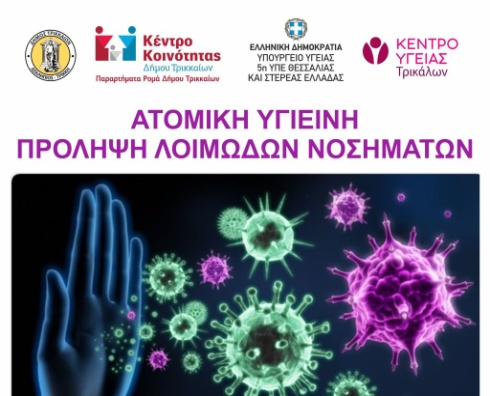 Κέντρο
Κοινότητας
Δήμου Τρικκαίων
Παραρτήματα Ρομά Δήμου Τρικκαίων
ΕΛΛΗΝΙΚΗ ΔΗΜΟΚΡΑΤΙΑ
ΥΠΟΥΡΓΕΙΟ ΥΓΕΙΑΣ
5η ΥΠΕ ΘΕΣΣΑΛΙΑΣ
ΚΑΙ ΣΤΕΡΕΑΣ ΕΛΛΑΔΑΣ
ΚΕΝΤΡΟ
ΥΓΕΙΑΣ
Τρικάλων
ΑΤΟΜΙΚΗ ΥΓΙΕΙΝΗ
ΠΡΟΛΗΨΗ ΛΟΙΜΩΔΩΝ ΝΟΣΗΜΑΤΩΝ